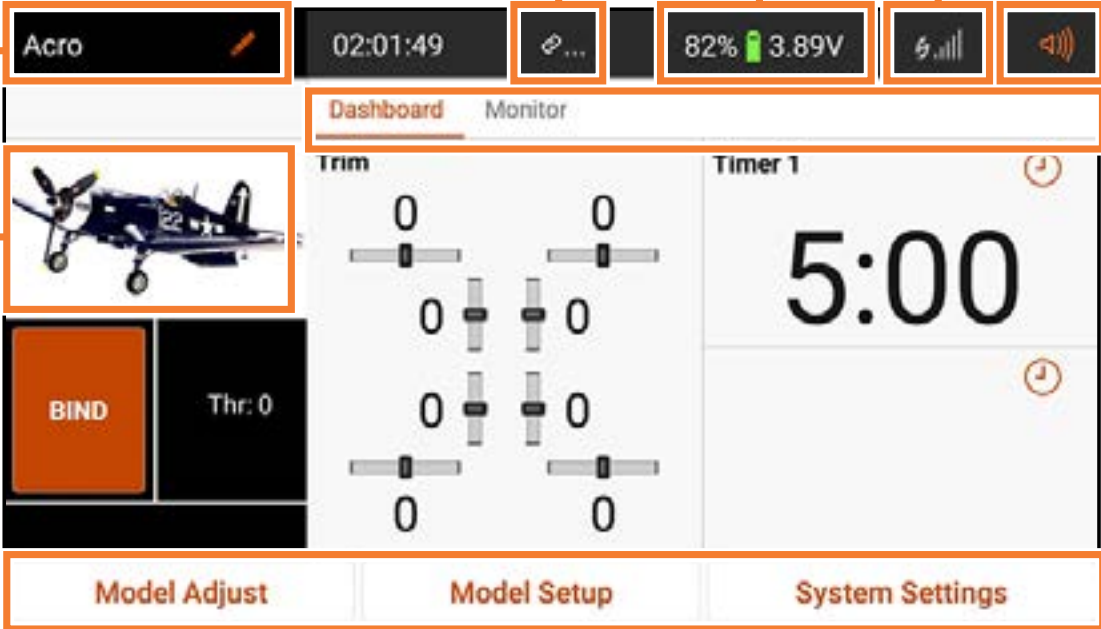 Acro
02:01:49
...
82% 3.89V
Dashboard Monitor
Trim
Timer 1
0 0
5:00
22
0 0
BIND
Thr: 0
0 0
0 0
Model Adjust
Model Setup
System Settings